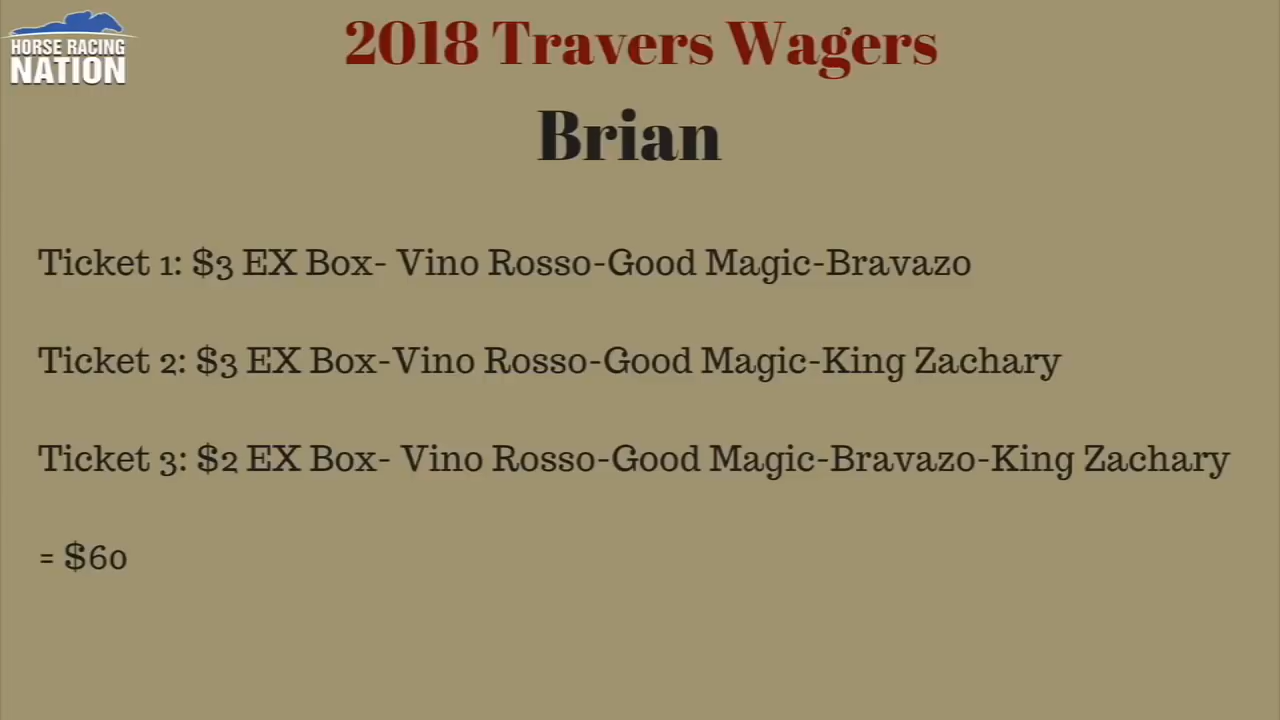 HORSE RACING
NATION
2018 Travers Wagers
Brian
Ticket 1: $3 EX Box- Vino Rosso-Good Magic-Bravazo
Ticket 2: $3 EX Box-Vino Rosso-Good Magic-King Zachary
Ticket 3: $2 EX Box- Vino Rosso-Good Magic-Bravazo-King Zachary
= $60